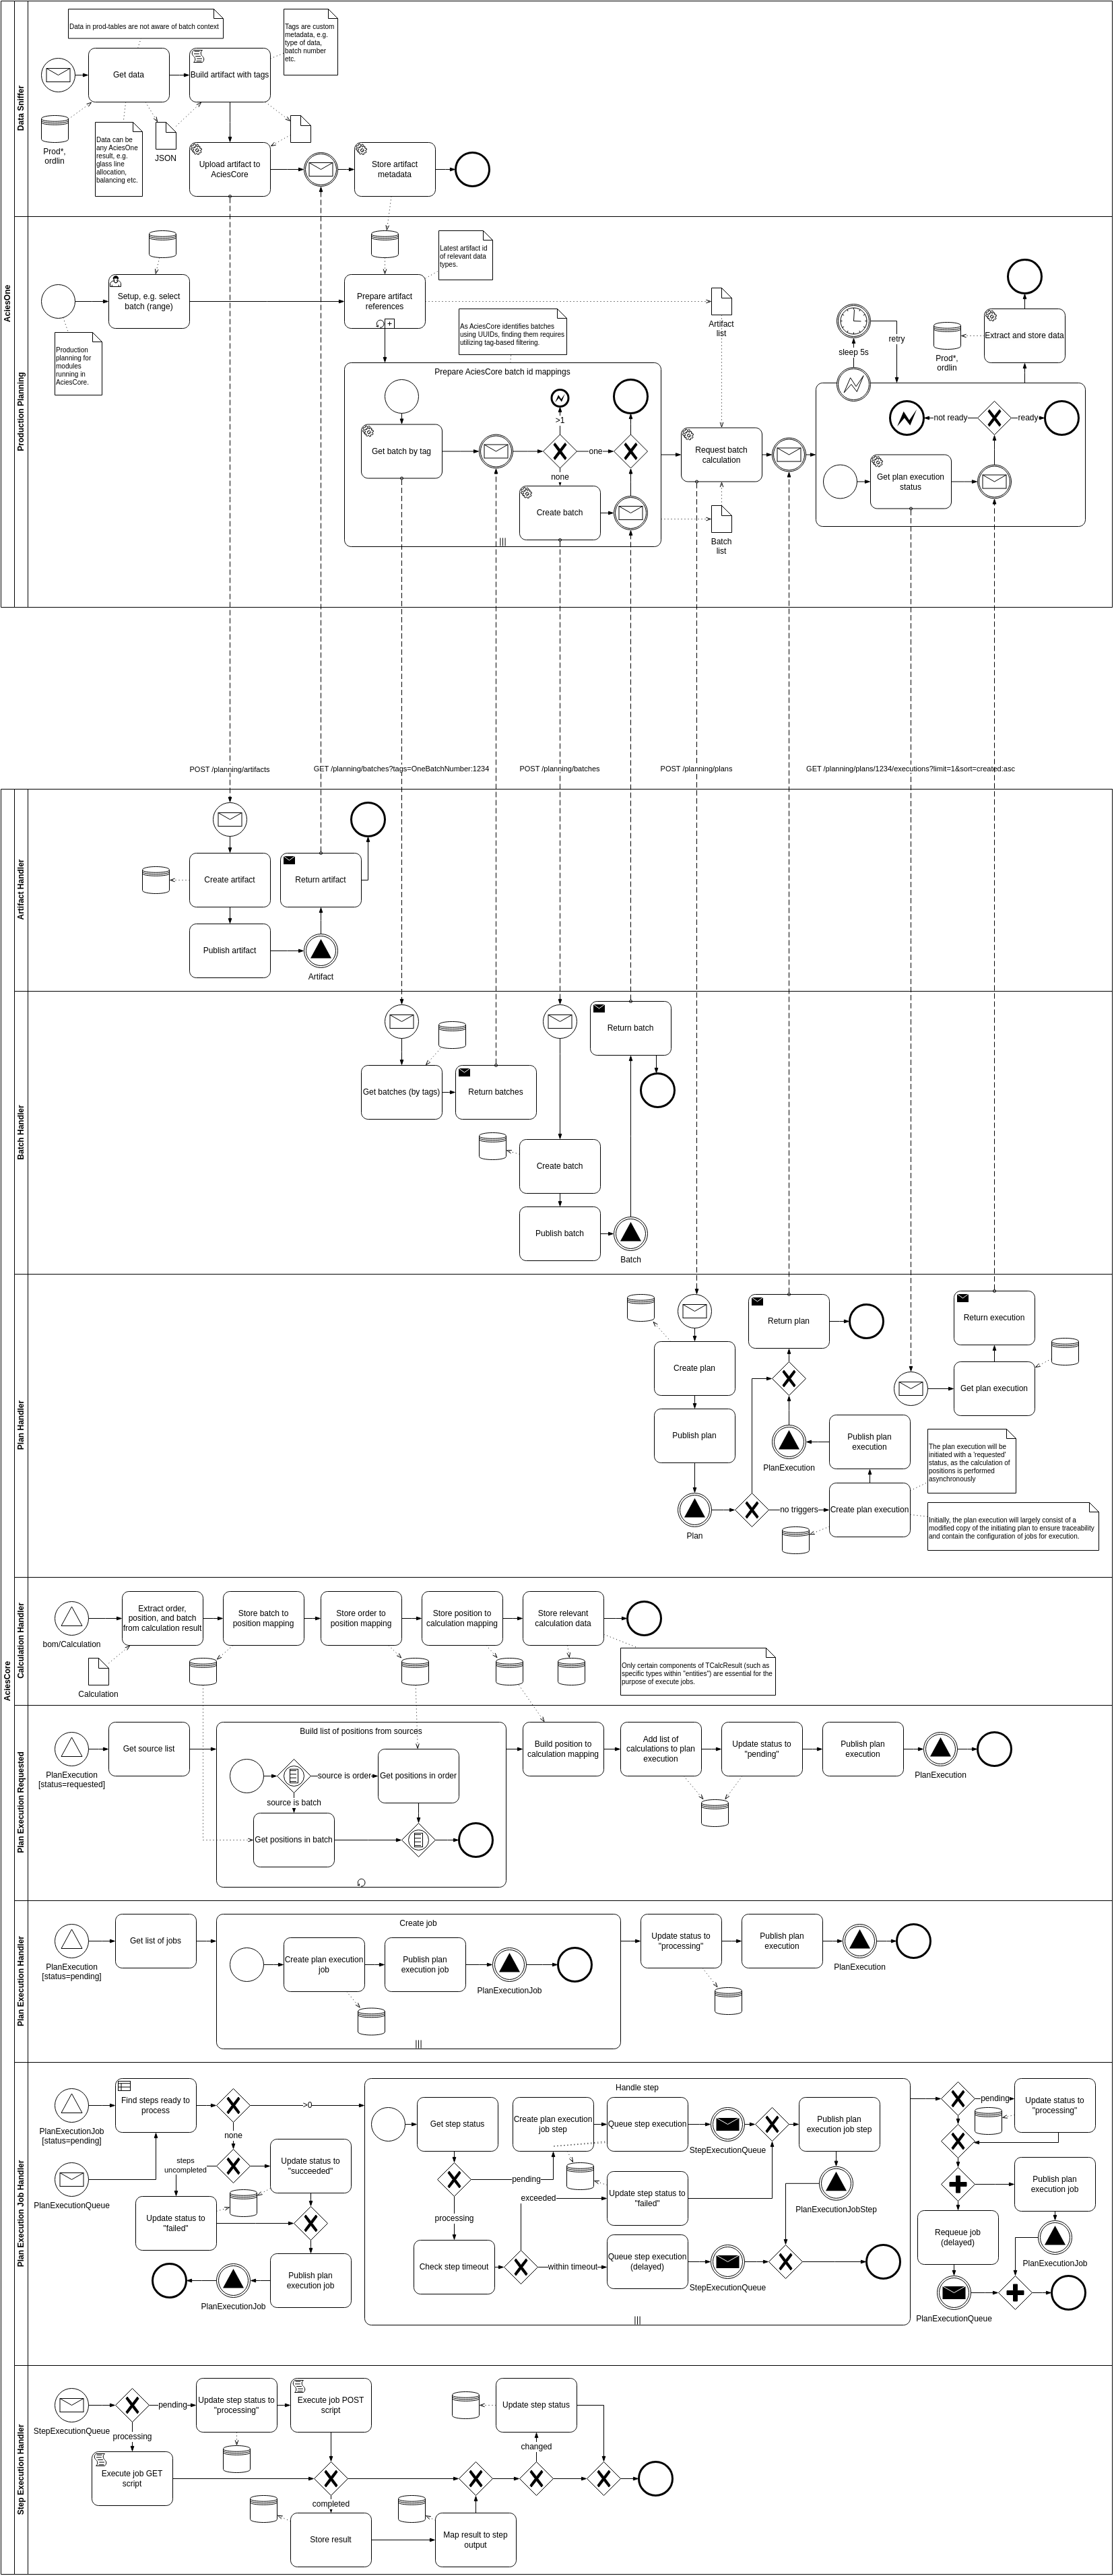 AciesOne
Data Sniffer
Data in prod-tables are not aware of batch context
Tags are custom
metadata, e.g.
type of data,
batch number
etc.
Get data
Build artifact with tags
Prod*,
ordlin
Data can be
any AciesOne
result, e.g.
glass line
allocation,
balancing etc.
JSON
Upload artifact to
AciesCore
Store artifact
metadata
Production Planning
Setup, e.g. select
batch (range)
Production
planning for
modules
running in
AciesCore.
Prepare artifact
references
Latest artifact id
of relevant data
types.
As AciesCore identifies batches
using UUIDs, finding them requires
utilizing tag-based filtering.
Artifact
list
Prepare AciesCore batch id mappings
Get batch by tag
>1
one
none
Create batch
Request batch
calculation
Batch
list
sleep 5s
retry
Prod*,
ordlin
Extract and store data
not ready
ready
Get plan execution
status
POST /planning/artifacts
GET /planning/batches?tags=OneBatchNumber:1234
POST /planning/batches
POST /planning/plans
GET /planning/plans/1234/executions?limit=1&sort=created:asc
AciesCore
Artifact Handler
Create artifact
Return artifact
Publish artifact
Artifact
Batch Handler
Return batch
Get batches (by tags)
Return batches
Create batch
Publish batch
Batch
Plan Handler
Return plan
Return execution
Create plan
Get plan execution
Publish plan
PlanExecution
Publish plan
execution
The plan execution will be
initiated with a 'requested'
status, as the calculation of
positions is performed
asynchronously
Plan
no triggers
Create plan execution
Initially, the plan execution will largely consist of a
modified copy of the initiating plan to ensure traceability
and contain the configuration of jobs for execution.
Calculation Handler
bom/Calculation
Extract order,
position, and batch
from calculation result
Store batch to
position mapping
Store order to
position mapping
Store position to
calculation mapping
Store relevant
calculation data
Calculation
Only certain components of TCalcResult (such as
specific types within "entities") are essential for the
purpose of execute jobs.
Plan Execution Requested
PlanExecution
[status=requested]
Get source list
Build list of positions from sources
source is order
Get positions in order
source is batch
Get positions in batch
Build position to
calculation mapping
Add list of
calculations to plan
execution
Update status to
"pending"
Publish plan
execution
PlanExecution
Plan Execution Handler
PlanExecution
[status=pending]
Get list of jobs
Create job
Create plan execution
job
Publish plan
execution job
PlanExecutionJob
Update status to
"processing"
Publish plan
execution
PlanExecution
Plan Execution Job Handler
PlanExecutionJob
[status=pending]
Find steps ready to
process
>0
none
PlanExecutionQueue
steps
uncompleted
Update status to
"succeeded"
Update status to
"failed"
Publish plan
execution job
PlanExecutionJob
Handle step
Get step status
Create plan execution
job step
Queue step execution
StepExecutionQueue
Publish plan
execution job step
pending
exceeded
Update step status to
"failed"
PlanExecutionJobStep
processing
Check step timeout
within timeout
Queue step execution
(delayed)
StepExecutionQueue
pending
Update status to
"processing"
Publish plan
execution job
Requeue job
(delayed)
PlanExecutionJob
PlanExecutionQueue
Step Execution Handler
StepExecutionQueue
pending
Update step status to
"processing"
Execute job POST
script
Update step status
processing
Execute job GET
script
changed
completed
Store result
Map result to step
output